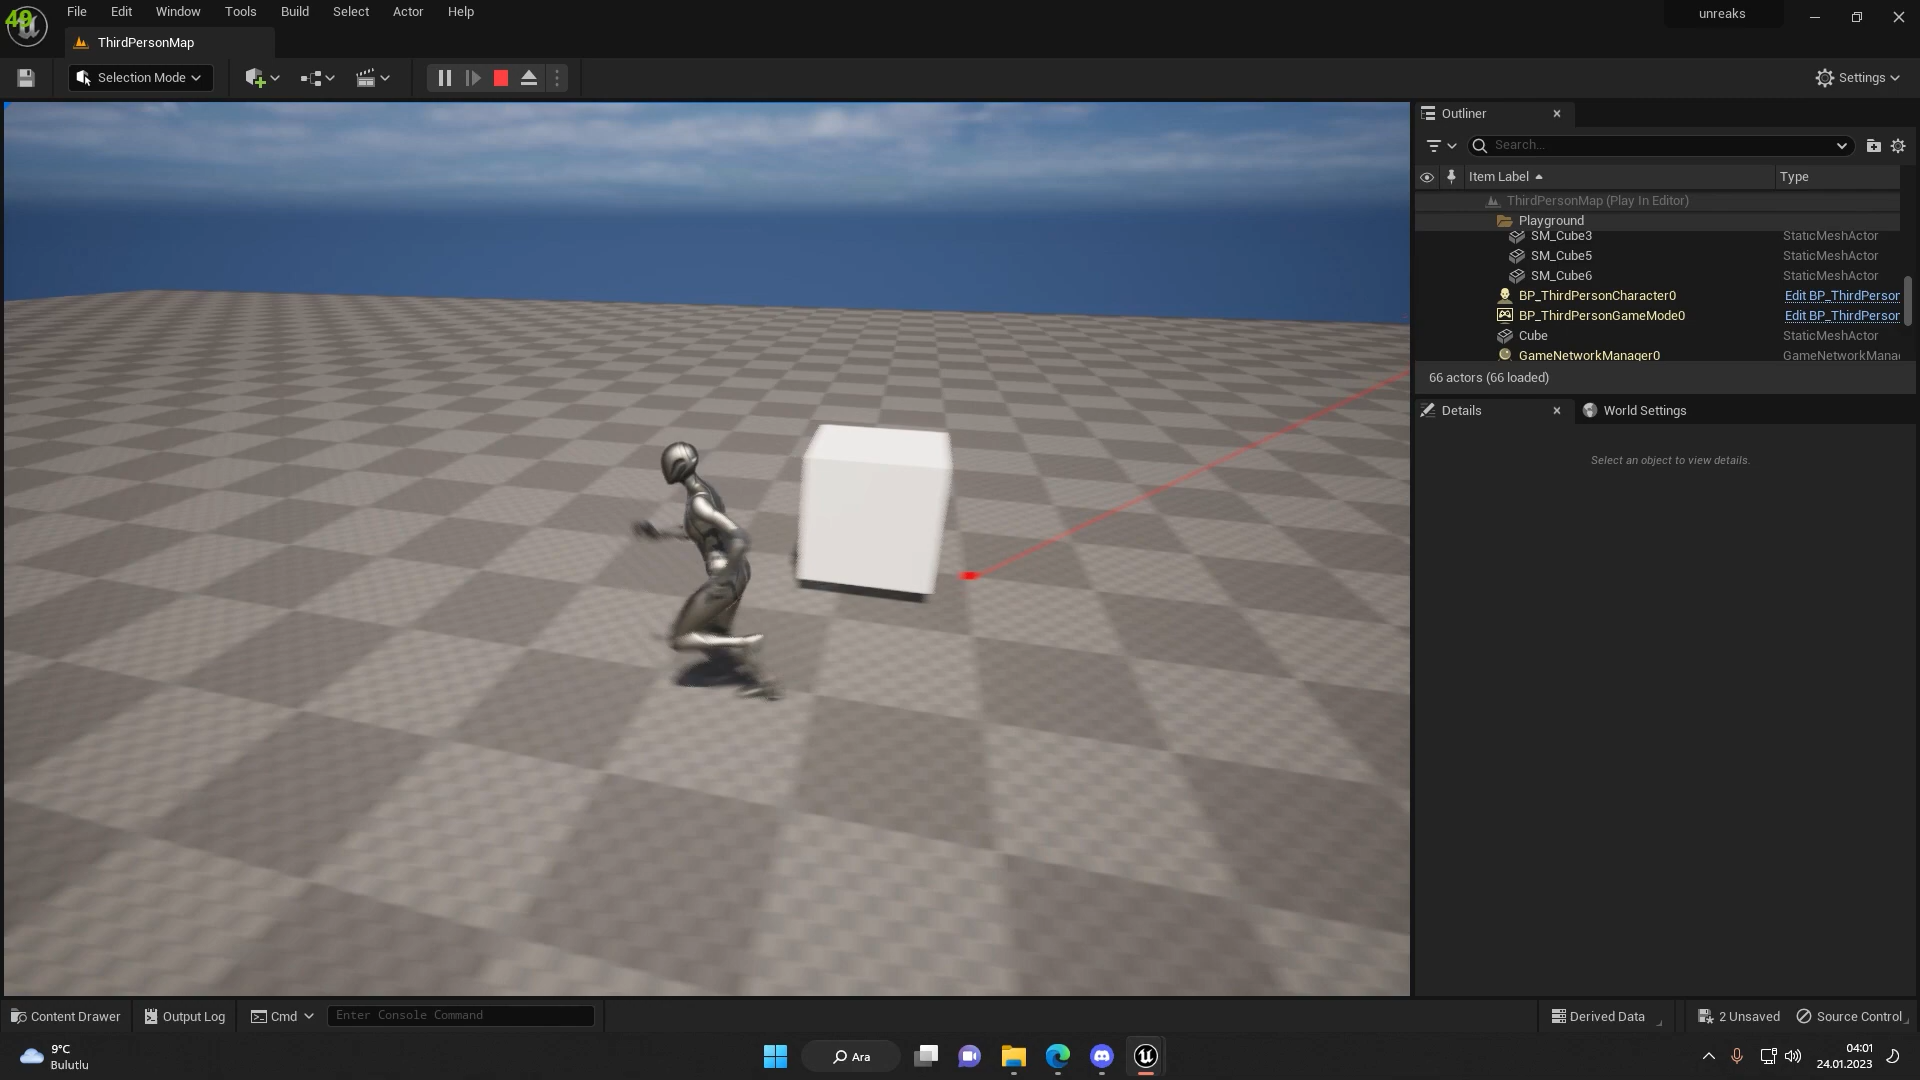 40
File Edit Window Tools Build Select Actor Help
unreaks
ThirdPersonMap
Selection Mode
Settings
Outliner
Search...
Item Label Type
ThirdPersonMap (Play In Editor)
Playground
SM_Cube3 StaticMeshActor
SM_Cube5 StaticMeshActor
SM_Cube6 StaticMeshActor
BP_ThirdPersonCharacter0 Edit BP_ThirdPerson
BP_ThirdPersonGameMode0 Edit BP_ThirdPerson
Cube StaticMeshActor
GameNetworkManager0 GameNetworkMana
66 actors (66 loaded)
Details World Settings
Select an object to view details.
Content Drawer Output Log Cmd Enter Console Command Derived Data 2 Unsaved Source Control
9°C
Bulutlu
Ara
04:01
24.01.2023